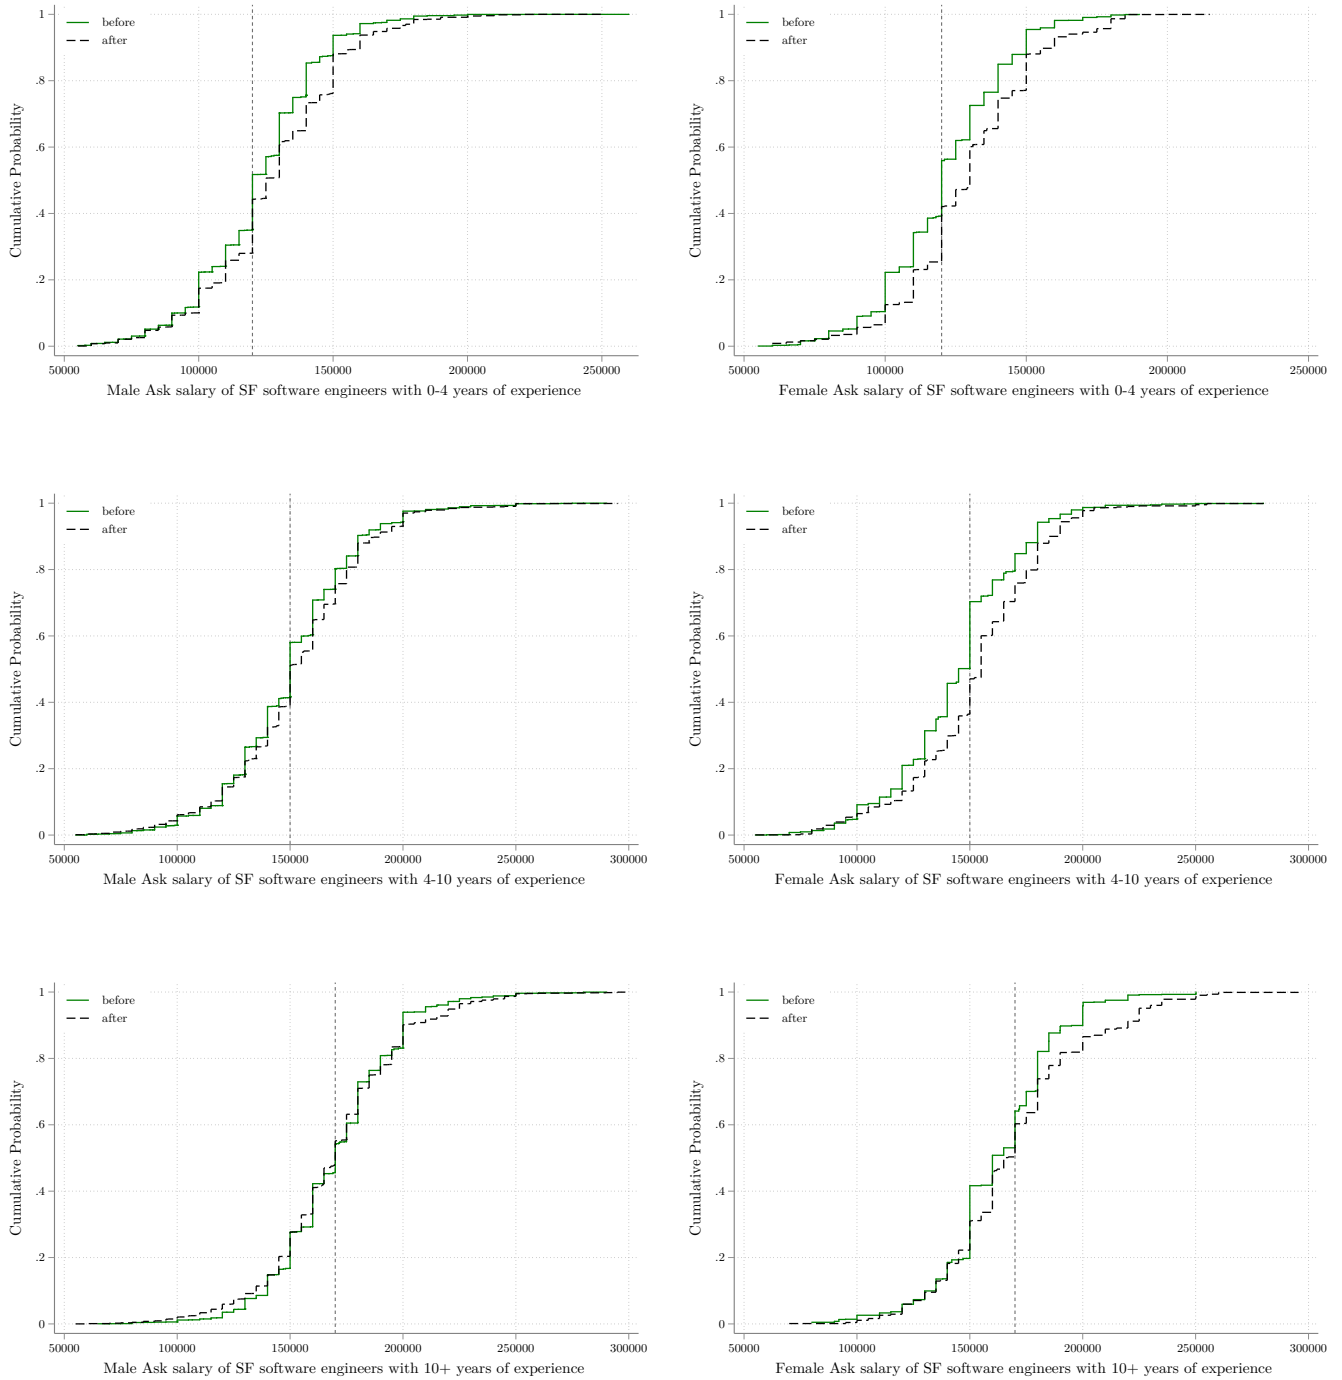 before
after
Cumulative Probability
1
.8
.6
.4
.2
0
50000 100000 150000 200000 250000
Male Ask salary of SF software engineers with 0-4 years of experience
before
after
Cumulative Probability
1
.8
.6
.4
.2
0
50000 100000 150000 200000 250000
Female Ask salary of SF software engineers with 0-4 years of experience
before
after
Cumulative Probability
1
.8
.6
.4
.2
0
50000 100000 150000 200000 250000 300000
Male Ask salary of SF software engineers with 4-10 years of experience
before
after
Cumulative Probability
1
.8
.6
.4
.2
0
50000 100000 150000 200000 250000 300000
Female Ask salary of SF software engineers with 4-10 years of experience
before
after
Cumulative Probability
1
.8
.6
.4
.2
0
50000 100000 150000 200000 250000 300000
Male Ask salary of SF software engineers with 10+ years of experience
before
after
Cumulative Probability
1
.8
.6
.4
.2
0
50000 100000 150000 200000 250000 300000
Female Ask salary of SF software engineers with 10+ years of experience